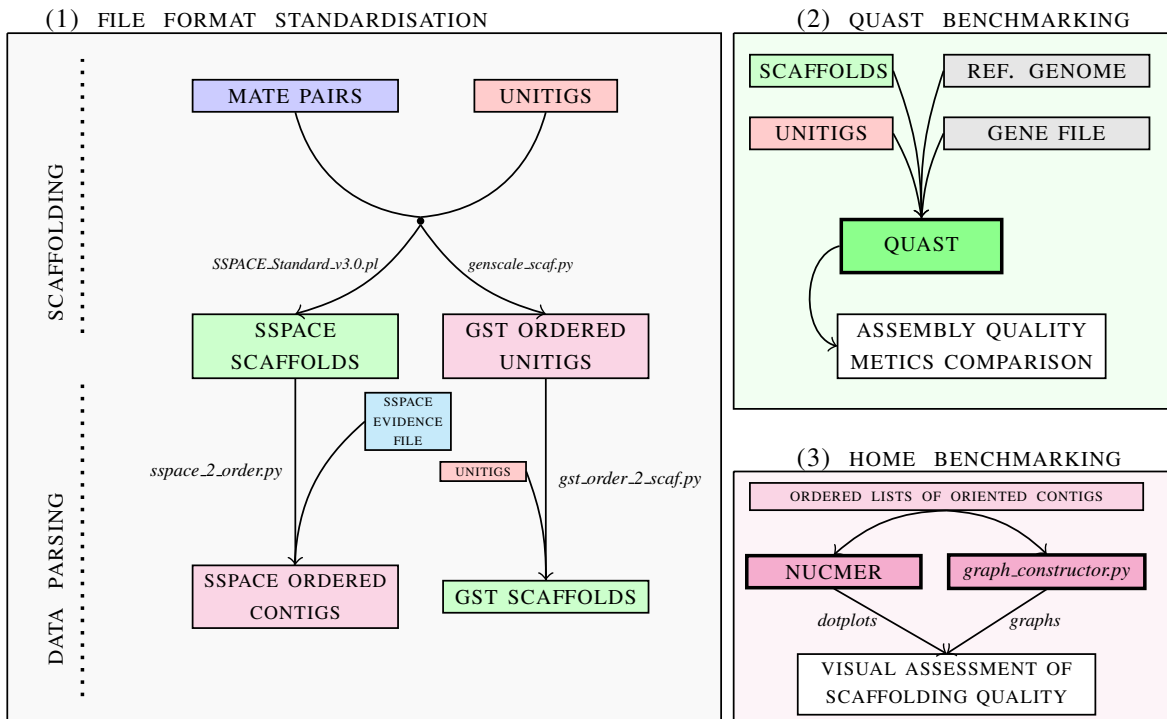 (1) FILE FORMAT STANDARDISATION
SCAFFOLDING
MATE PAIRS
UNITIGS
SSPACE_Standard_v3.0.pl
genscale_scaf.py
SSPACE
SCAFFOLDS
GST ORDERED
UNITIGS
DATA PARSING
SSPACE
EVIDENCE
FILE
sspace_2_order.py
UNITIGS
gst_order_2_scaf.py
SSPACE ORDERED
CONTIGS
GST SCAFFOLDS
(2) QUAST BENCHMARKING
SCAFFOLDS
REF. GENOME
UNITIGS
GENE FILE
QUAST
ASSEMBLY QUALITY
METICS COMPARISON
(3) HOME BENCHMARKING
ORDERED LISTS OF ORIENTED CONTIGS
NUCMER
graph_constructor.py
dotplots
graphs
VISUAL ASSESSMENT OF
SCAFFOLDING QUALITY